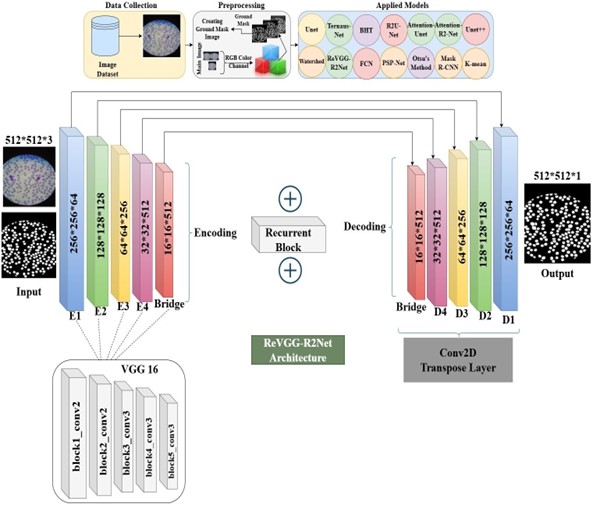 Data Collection
Image
Dataset
Preprocessing
Creating
Ground Mask
Image
Ground
Mask
Main Image
RGB Color
Channel
Applied Models
Unet
Ternaus-
Net
BHT
R2U-
Net
Attention-
Unet
Attention-
R2-Net
Unet++
Watershed
ReVGG-
R2Net
FCN
PSP-Net
Otsu's
Method
Mask
R-CNN
K-mean
512*512*3
Input
256*256*64
128*128*128
64*64*256
32*32*512
16*16*512
E1
E2
E3
E4
Bridge
Encoding
Recurrent
Block
Decoding
16*16*512
32*32*512
64*64*256
128*128*128
256*256*64
Bridge
D4
D3
D2
D1
512*512*1
Output
ReVGG-R2Net
Architecture
Conv2D
Transpose Layer
VGG 16
block1_conv2
block2_conv2
block3_conv3
block4_conv3
block5_conv3